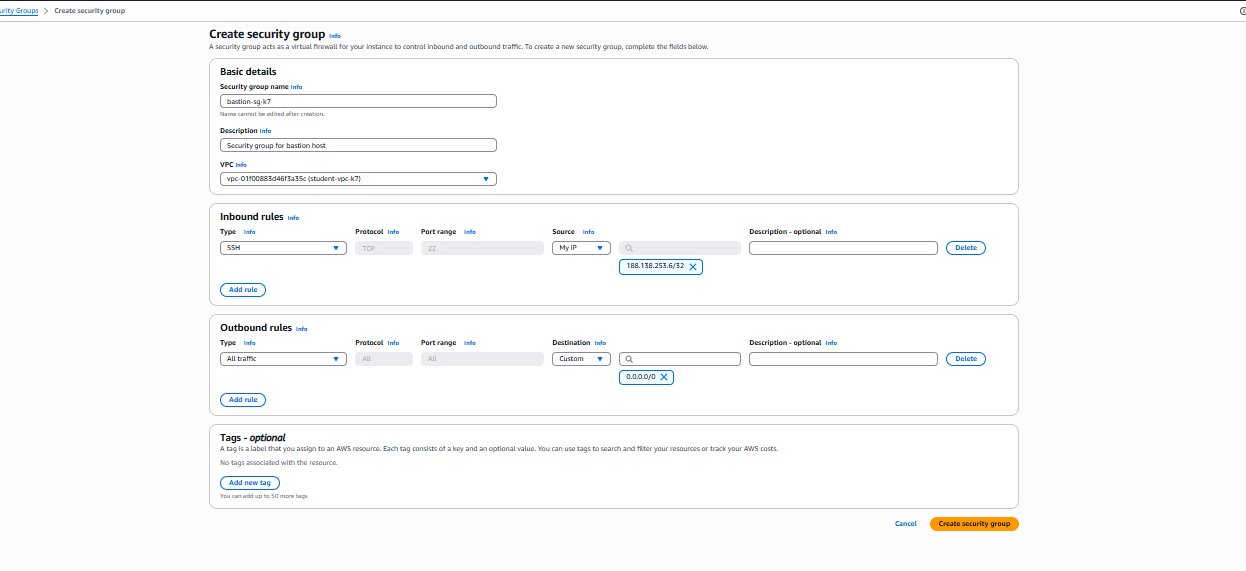 urity Groups > Create security group
Create security group Info
A security group acts as a virtual firewall for your instance to control inbound and outbound traffic. To create a new security group, complete the fields below.
Basic details
Security group name Info
bastion-sg-k7
Name cannot be edited after creation.
Description Info
Security group for bastion host
VPC Info
vpc-01f00883d46f3a35c (student-vpc-k7)
Inbound rules Info
Type Info Protocol Info Port range Info Source Info Description - optional Info
SSH TCP 22 My IP Delete
188.138.253.6/32
Add rule
Outbound rules Info
Type Info Protocol Info Port range Info Destination Info Description - optional Info
All traffic All All Custom Delete
0.0.0.0/0
Add rule
Tags - optional
A tag is a label that you assign to an AWS resource. Each tag consists of a key and an optional value. You can use tags to search and filter your resources or track your AWS costs.
No tags associated with the resource.
Add new tag
You can add up to 50 more tags
Cancel Create security group